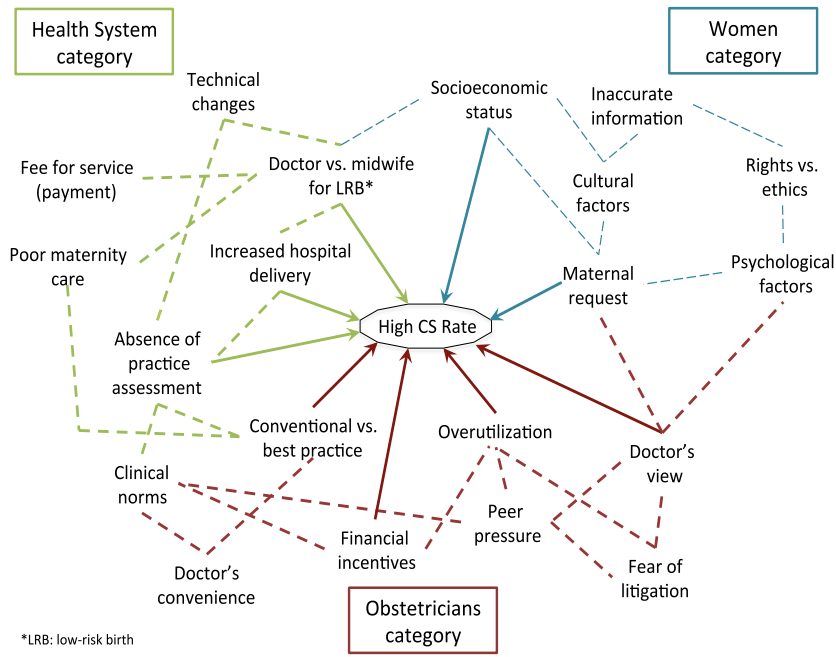 Health System
category
Women
category
Technical
changes
Socioeconomic
status
Inaccurate
information
Fee for service
(payment)
Doctor vs. midwife
for LRB*
Cultural
factors
Rights vs.
ethics
Poor maternity
care
Increased hospital
delivery
Maternal
request
Psychological
factors
High CS Rate
Absence of
practice
assessment
Conventional vs.
best practice
Overutilization
Doctor’s
view
Clinical
norms
Peer
pressure
Financial
incentives
Doctor’s
convenience
Fear of
litigation
Obstetricians
category
*LRB: low-risk birth